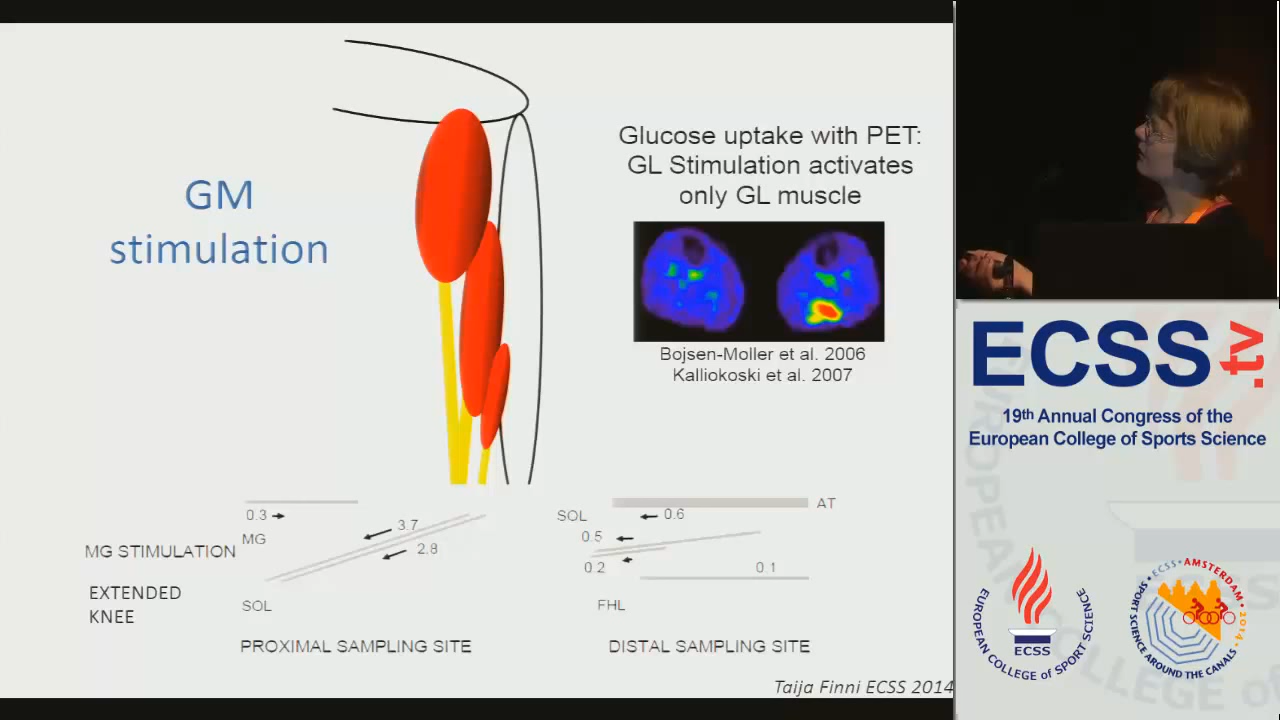 GM
stimulation
Glucose uptake with PET:
GL Stimulation activates
only GL muscle
Bojsen-Moller et al. 2006
Kalliokoski et al. 2007
0.3
MG
3.7
2.8
MG STIMULATION
EXTENDED
KNEE
SOL
PROXIMAL SAMPLING SITE
AT
SOL
0.6
0.5
0.2
0.1
FHL
DISTAL SAMPLING SITE
Taija Finni ECSS 2014
ECSS.tv
19th Annual Congress of the
European College of Sports Science
EUROPEAN COLLEGE OF SPORT SCIENCE
ECSS
SPORT SCIENCE AROUND THE CANALS
ECSS - AMSTERDAM 2014